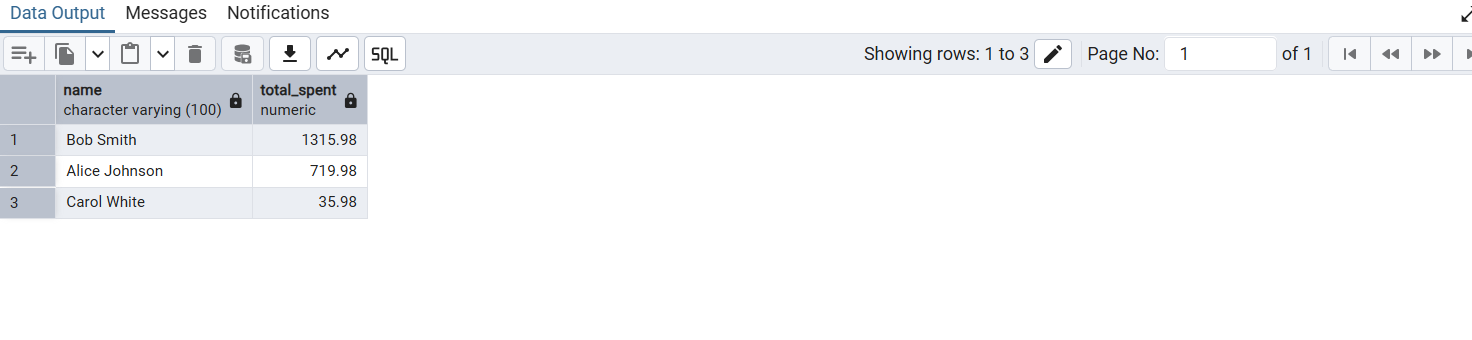 Data Output Messages Notifications
SQL Showing rows: 1 to 3 Page No: 1 of 1
name total_spent
character varying (100) numeric
1 Bob Smith 1315.98
2 Alice Johnson 719.98
3 Carol White 35.98